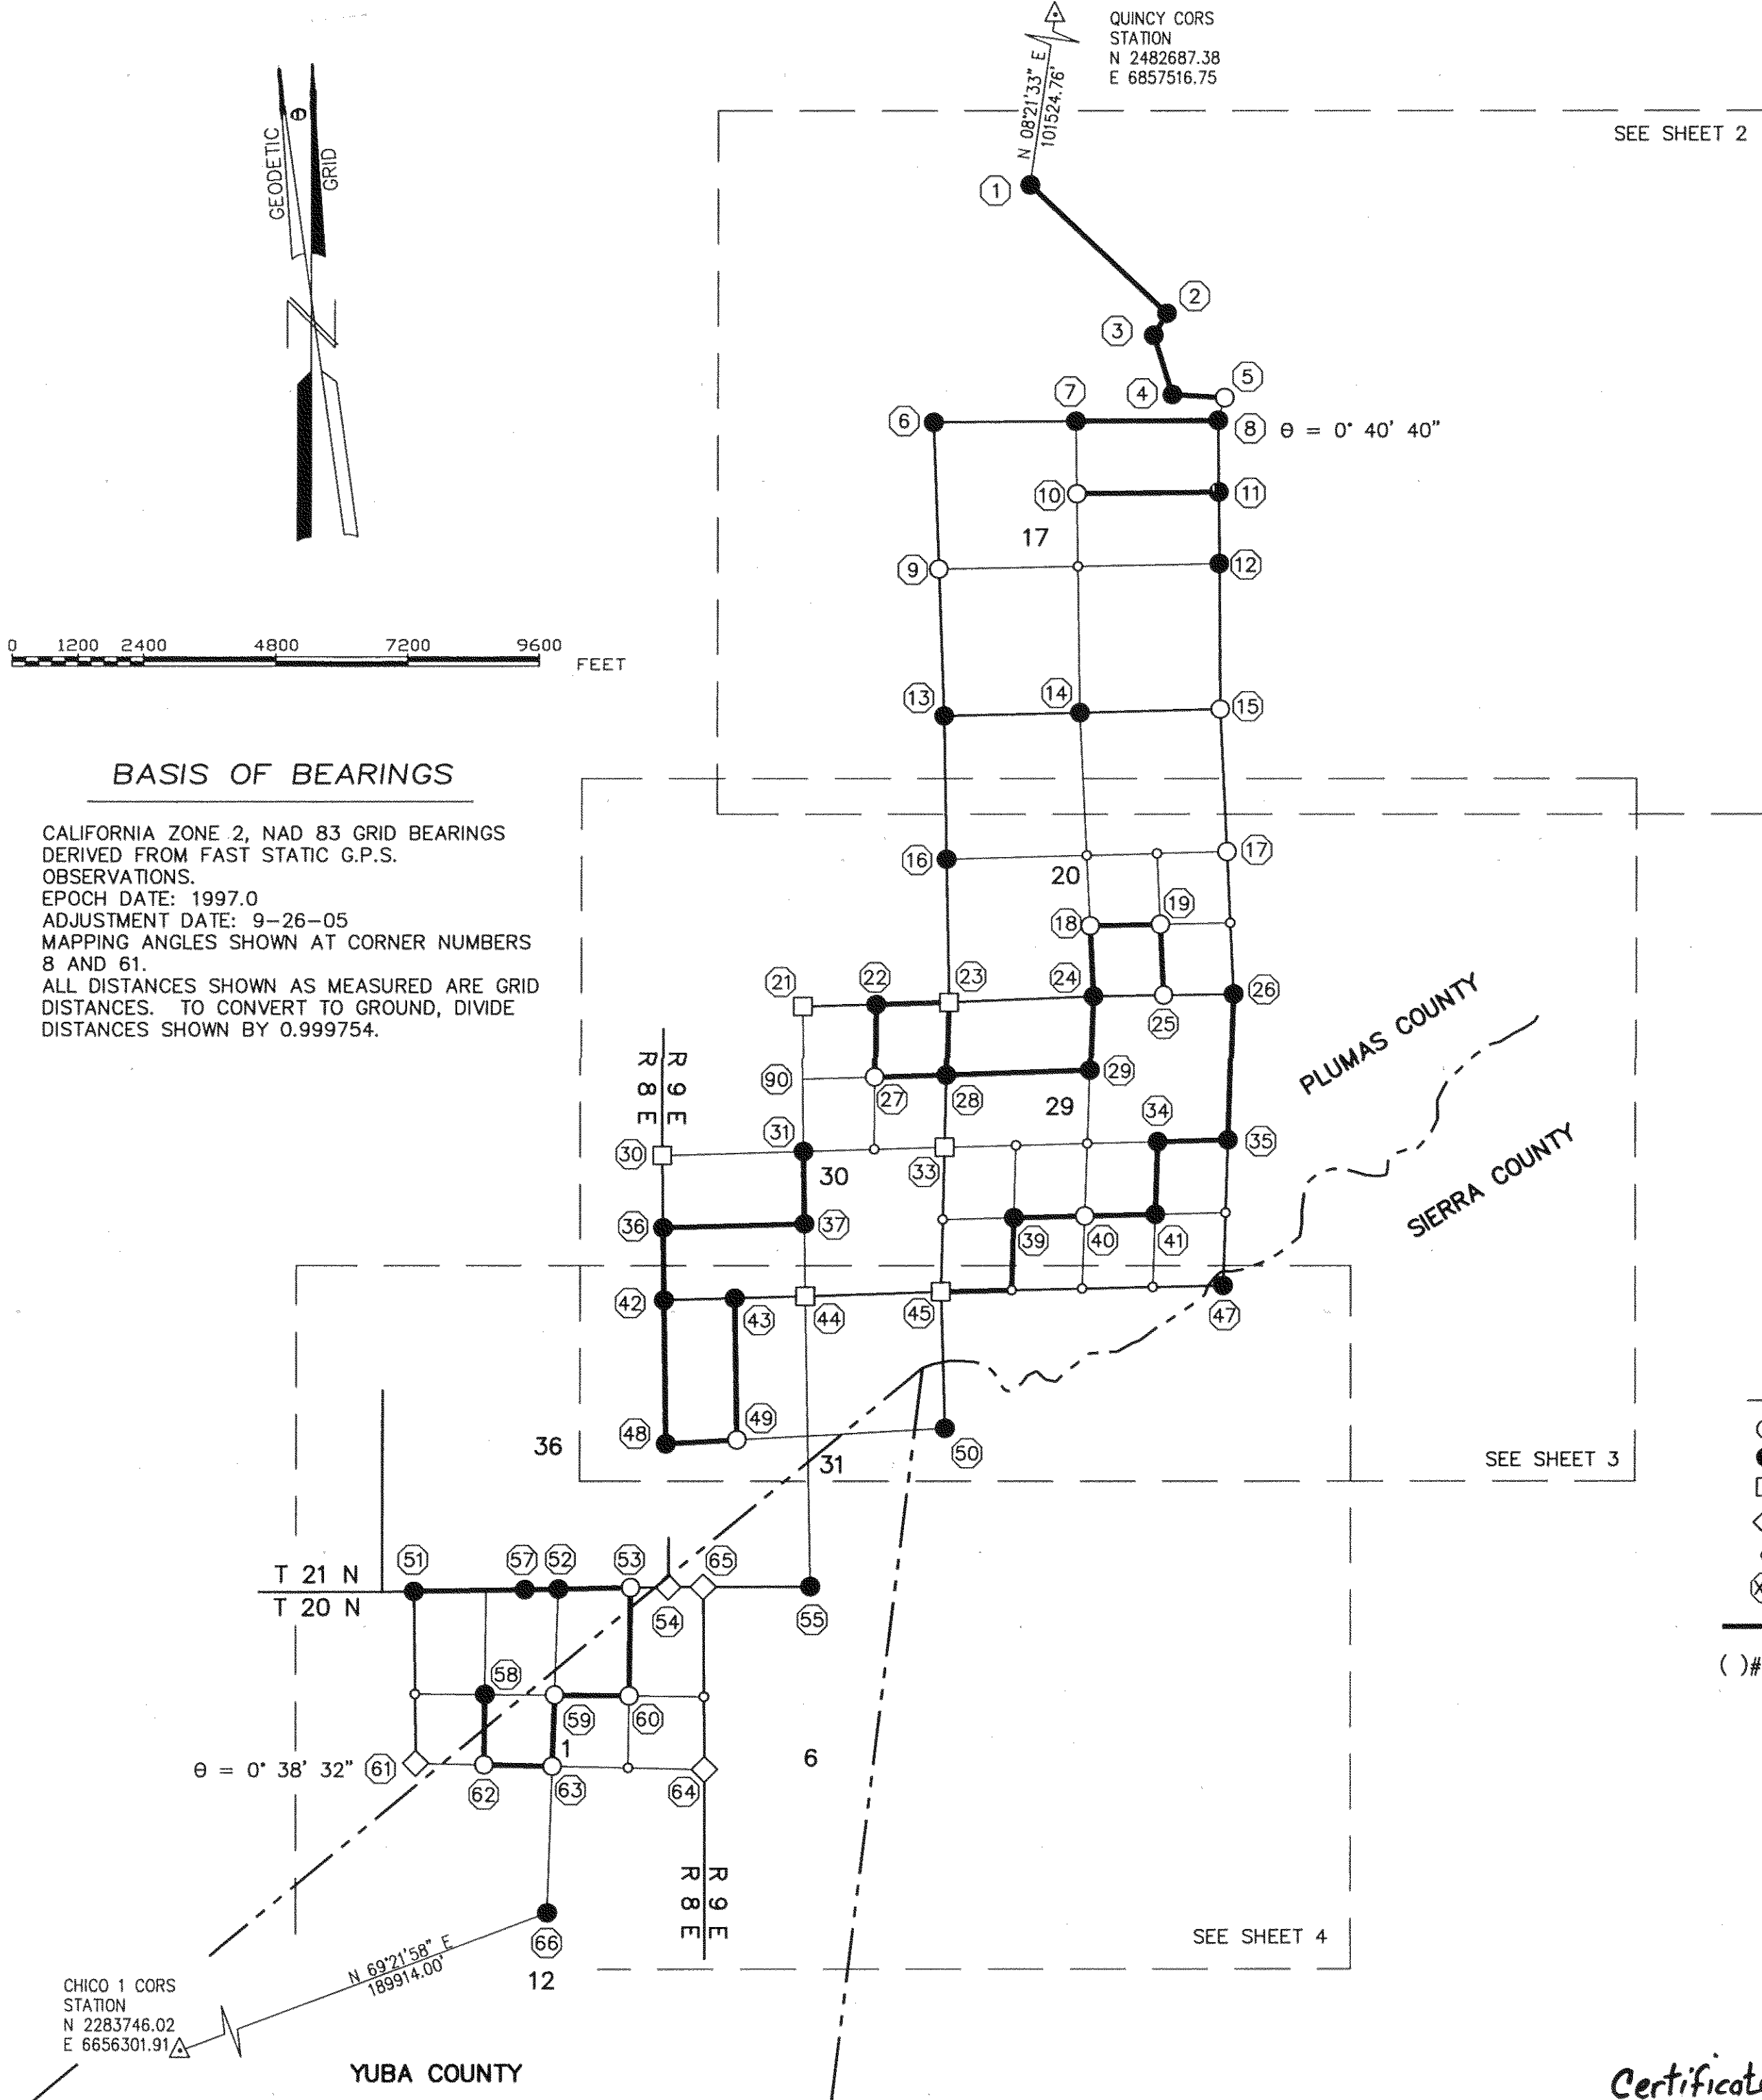 QUINCY CORS
STATION
N 2482687.38
E 6857516.75
N 08°21'33" E
101524.76'
SEE SHEET 2
GEODETIC
θ
GRID
N
1
2
3
4
5
6
7
8
θ = 0° 40' 40"
10
11
17
9
12
0 1200 2400 4800 7200 9600
FEET
13
14
15
BASIS OF BEARINGS
CALIFORNIA ZONE 2, NAD 83 GRID BEARINGS
DERIVED FROM FAST STATIC G.P.S.
OBSERVATIONS.
EPOCH DATE: 1997.0
ADJUSTMENT DATE: 9-26-05
MAPPING ANGLES SHOWN AT CORNER NUMBERS
8 AND 61.
ALL DISTANCES SHOWN AS MEASURED ARE GRID
DISTANCES. TO CONVERT TO GROUND, DIVIDE
DISTANCES SHOWN BY 0.999754.
16
17
20
18
19
21
22
23
24
25
26
PLUMAS COUNTY
SIERRA COUNTY
R 9 E
R 8 E
90
27
28
29
29
30
31
30
33
34
35
36
37
39
40
41
42
43
44
45
47
48
49
50
36
31
SEE SHEET 3
T 21 N
T 20 N
51
57
52
53
54
65
55
58
59
60
1
6
θ = 0° 38' 32"
61
62
63
64
R 9 E
R 8 E
66
12
SEE SHEET 4
N 69°21'58" E
189914.00'
CHICO 1 CORS
STATION
N 2283746.02
E 6656301.91
YUBA COUNTY
( )#